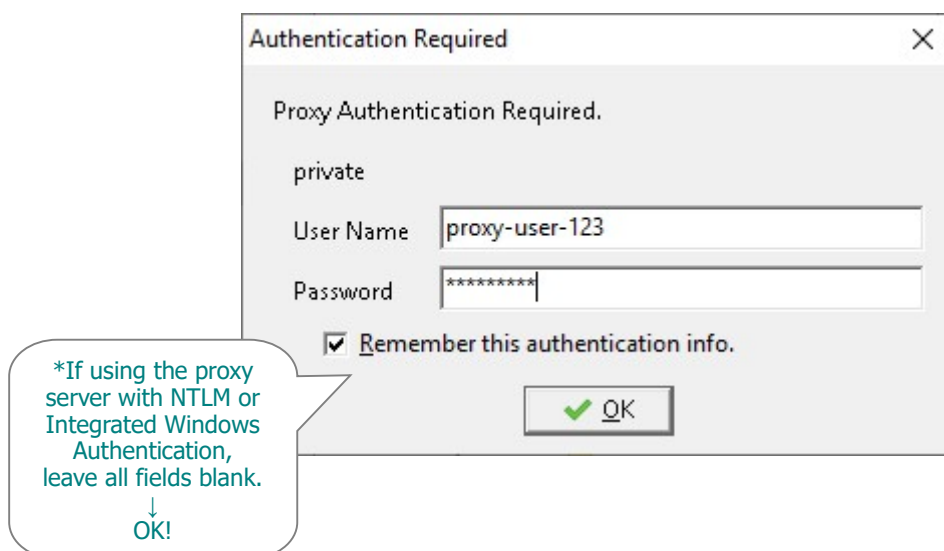 Authentication Required
Proxy Authentication Required.
private
User Name proxy-user-123
Password *********
Remember this authentication info.
OK
*If using the proxy
server with NTLM or
Integrated Windows
Authentication,
leave all fields blank.
↓
OK!